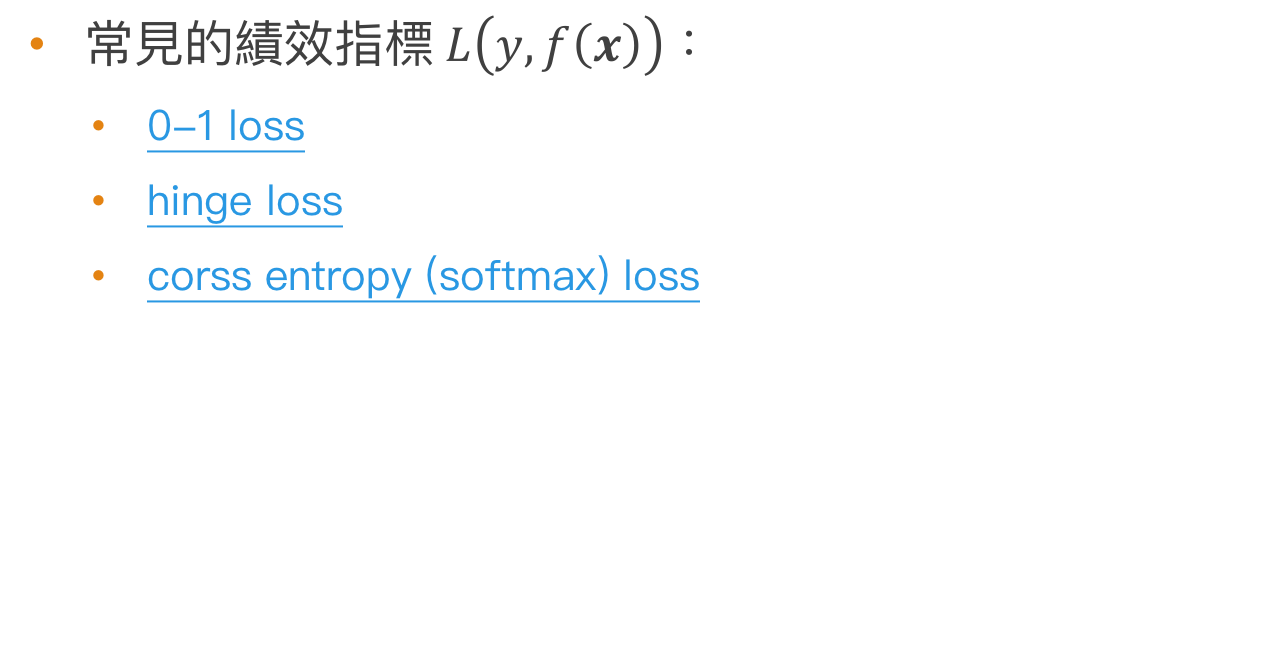 • 常見的績效指標 L(y, f(x))：
• 0–1 loss
• hinge loss
• corss entropy (softmax) loss